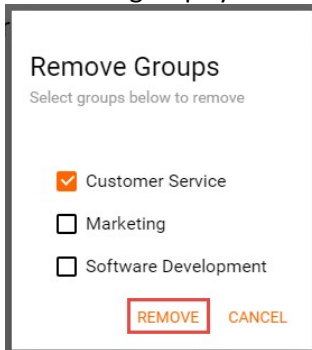 Remove Groups
Select groups below to remove
Customer Service
Marketing
Software Development
REMOVE CANCEL